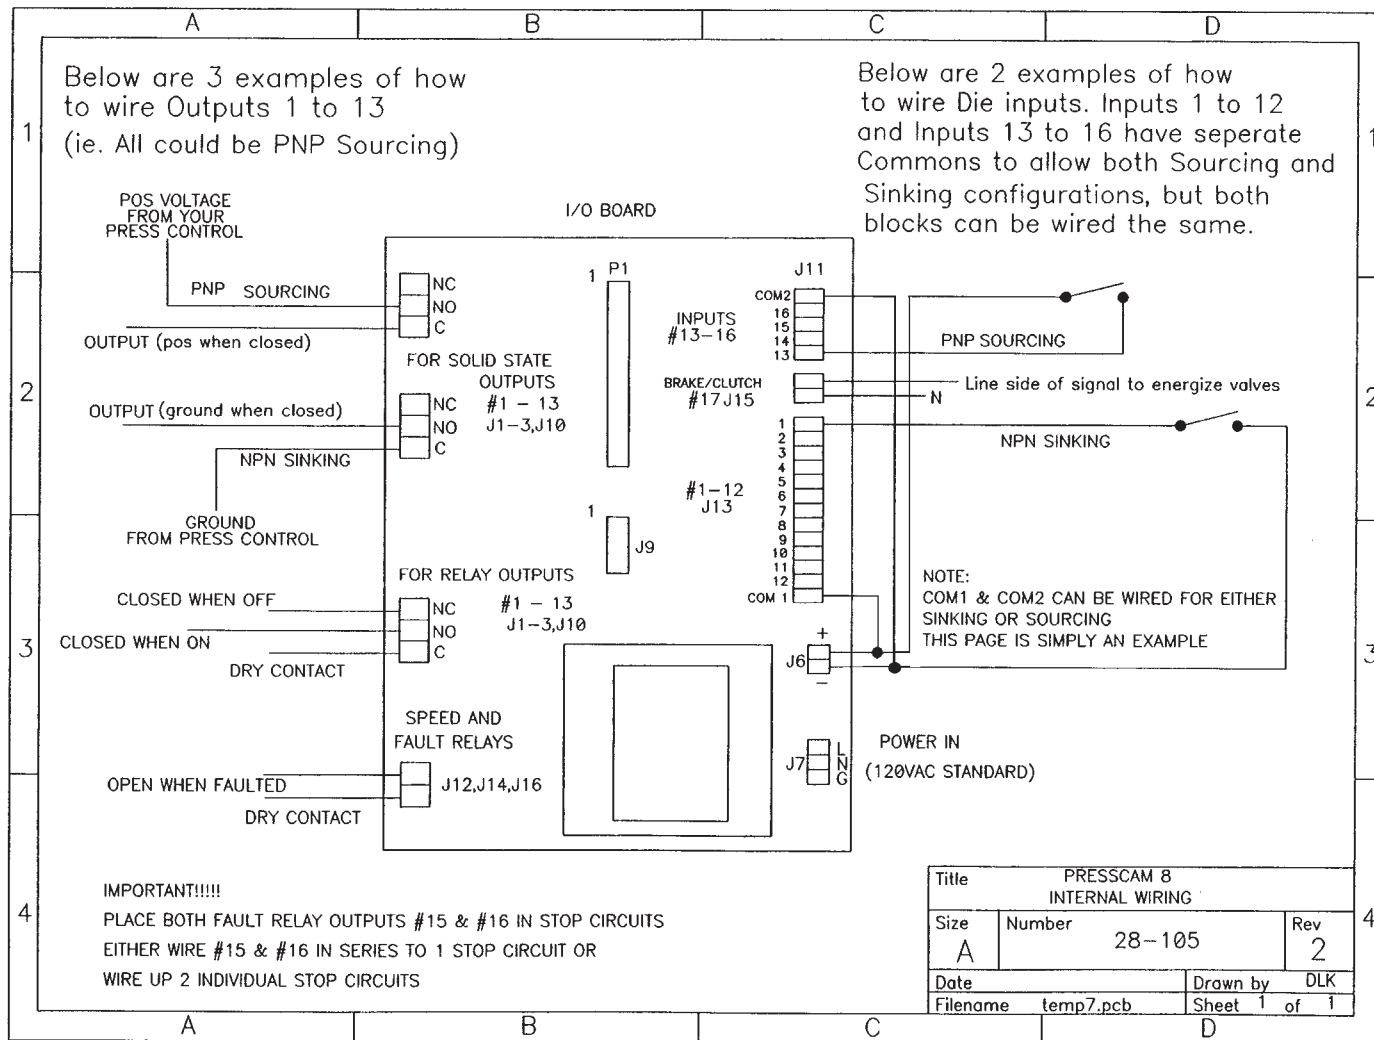 A B C D
Below are 3 examples of how
to wire Outputs 1 to 13
(ie. All could be PNP Sourcing)
Below are 2 examples of how
to wire Die inputs. Inputs 1 to 12
and Inputs 13 to 16 have seperate
Commons to allow both Sourcing and
Sinking configurations, but both
blocks can be wired the same.
1
1
POS VOLTAGE
FROM YOUR
PRESS CONTROL
I/O BOARD
PNP SOURCING
NC
NO
C
OUTPUT (pos when closed)
1 P1
J11
COM2
16
15
14
13
INPUTS
#13-16
PNP SOURCING
FOR SOLID STATE
OUTPUTS
#1 - 13
J1-3,J10
2
2
OUTPUT (ground when closed)
NC
NO
C
NPN SINKING
GROUND
FROM PRESS CONTROL
BRAKE/CLUTCH
#17 J15
Line side of signal to energize valves
N
NPN SINKING
1
2
3
4
5
6
7
8
9
10
11
12
COM 1
#1-12
J13
1
J9
FOR RELAY OUTPUTS
#1 - 13
J1-3,J10
CLOSED WHEN OFF
CLOSED WHEN ON
DRY CONTACT
NC
NO
C
NOTE:
COM1 & COM2 CAN BE WIRED FOR EITHER
SINKING OR SOURCING
THIS PAGE IS SIMPLY AN EXAMPLE
3
3
+
J6
-
SPEED AND
FAULT RELAYS
J12,J14,J16
OPEN WHEN FAULTED
DRY CONTACT
J7
L
N
G
POWER IN
(120VAC STANDARD)
4
4
IMPORTANT!!!!!
PLACE BOTH FAULT RELAY OUTPUTS #15 & #16 IN STOP CIRCUITS
EITHER WIRE #15 & #16 IN SERIES TO 1 STOP CIRCUIT OR
WIRE UP 2 INDIVIDUAL STOP CIRCUITS
Title PRESSCAM 8
INTERNAL WIRING
Size Number Rev
A 28-105 2
Date Drawn by DLK
Filename temp7.pcb Sheet 1 of 1
A B C D